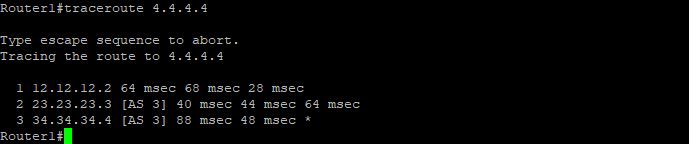 Router1#traceroute 4.4.4.4
Type escape sequence to abort.
Tracing the route to 4.4.4.4
1 12.12.12.2 64 msec 68 msec 28 msec
2 23.23.23.3 [AS 3] 40 msec 44 msec 64 msec
3 34.34.34.4 [AS 3] 88 msec 48 msec *
Router1#